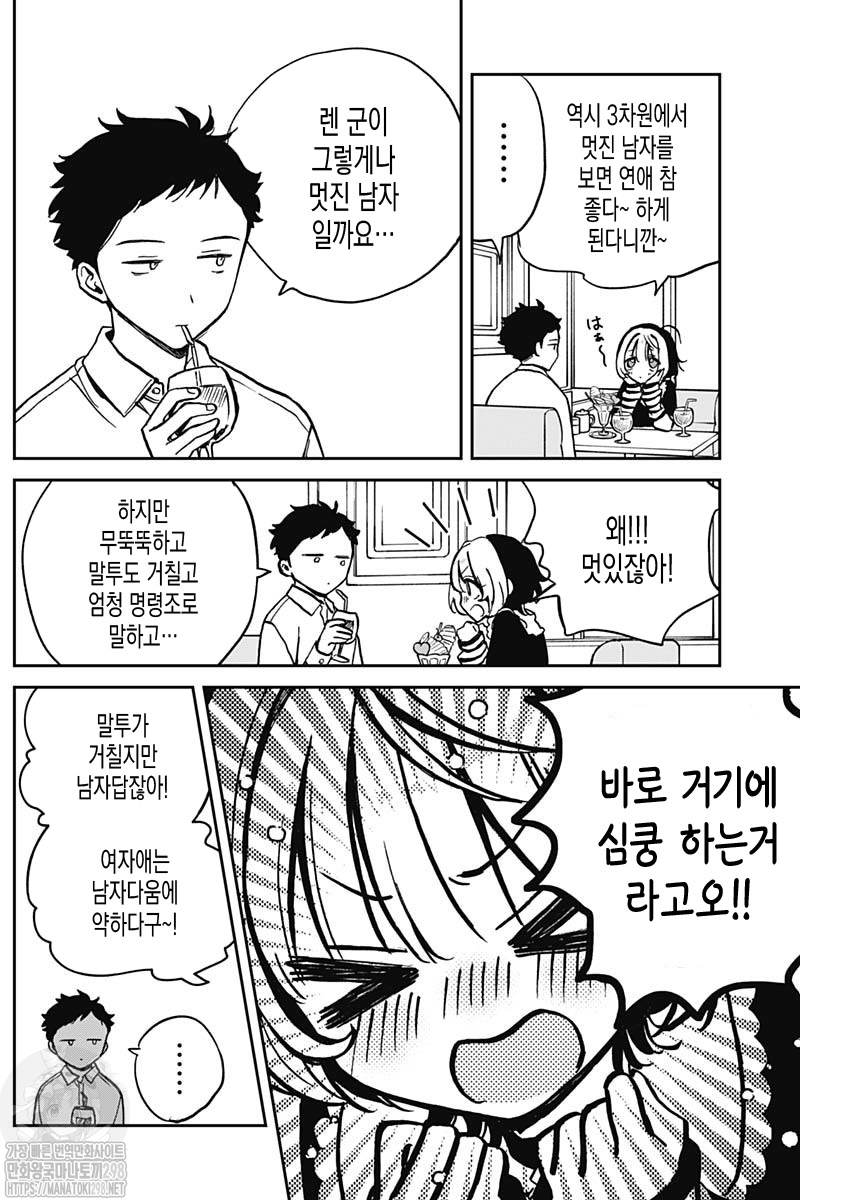 역시 3차원에서
멋진 남자를
보면 연애 참
좋다~ 하게
된다니깐~
⋮
はぁ~
렌 군이
그렇게나
멋진 남자
일까요…
왜!!!
멋있잖아!
하지만
무뚝뚝하고
말투도 거칠고
엄청 명령조로
말하고…
바로 거기에
심쿵 하는거
라고오!!
말투가
거칠지만
남자답잖아!
여자애는
남자다움에
약하다구~!
⋮
가장 빠른 번역만화사이트
만화왕국마나토끼298
HTTPS://MANATOKI298.NET